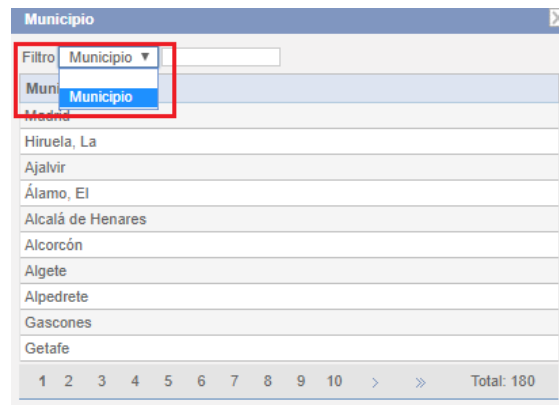 Municipio
Filtro Municipio ▼
Muni
Municipio
Madrid
Hiruela, La
Ajalvir
Álamo, El
Alcalá de Henares
Alcorcón
Algete
Alpedrete
Gascones
Getafe
1 2 3 4 5 6 7 8 9 10 > » Total: 180